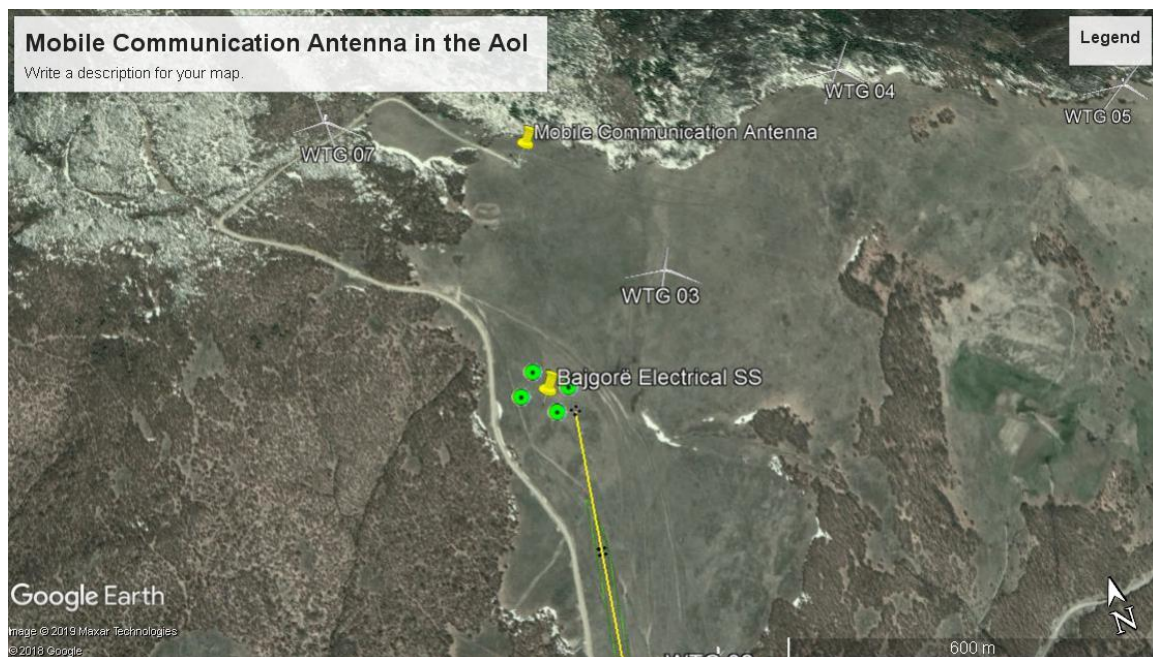 Mobile Communication Antenna in the AoI
Write a description for your map.
Legend
WTG 04
WTG 05
Mobile Communication Antenna
WTG 07
WTG 03
Bajgorë Electrical SS
Google Earth
Image © 2019 Maxar Technologies
© 2018 Google
N
600 m